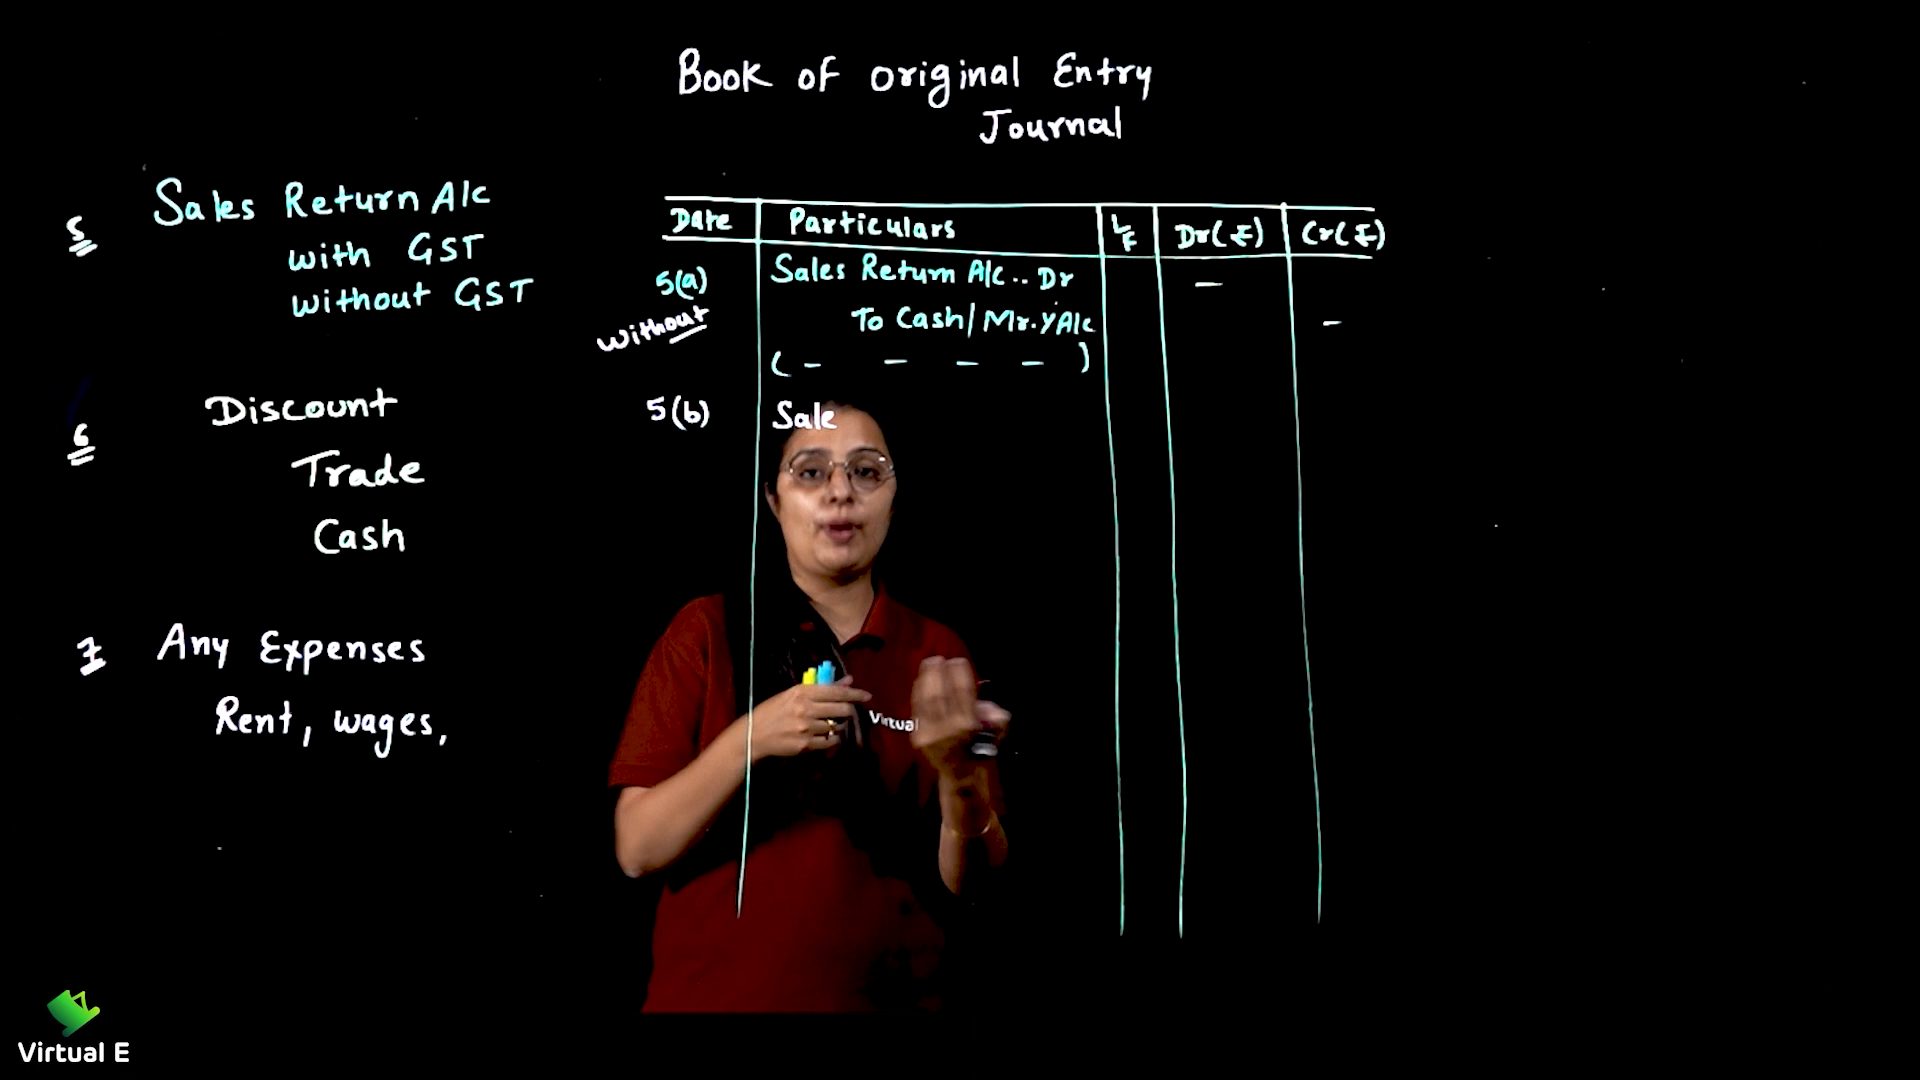 Book of original Entry
Journal
5 Sales Return A/c
with GST
without GST
6 Discount
Trade
Cash
7 Any Expenses
Rent, wages,
Date Particulars L/F Dr(₹) Cr(₹)
5(a) Sales Return A/c.. Dr –
without To Cash/Mr.Y A/c –
( – – – – )
5(b) Sale
Virtual
Virtual E